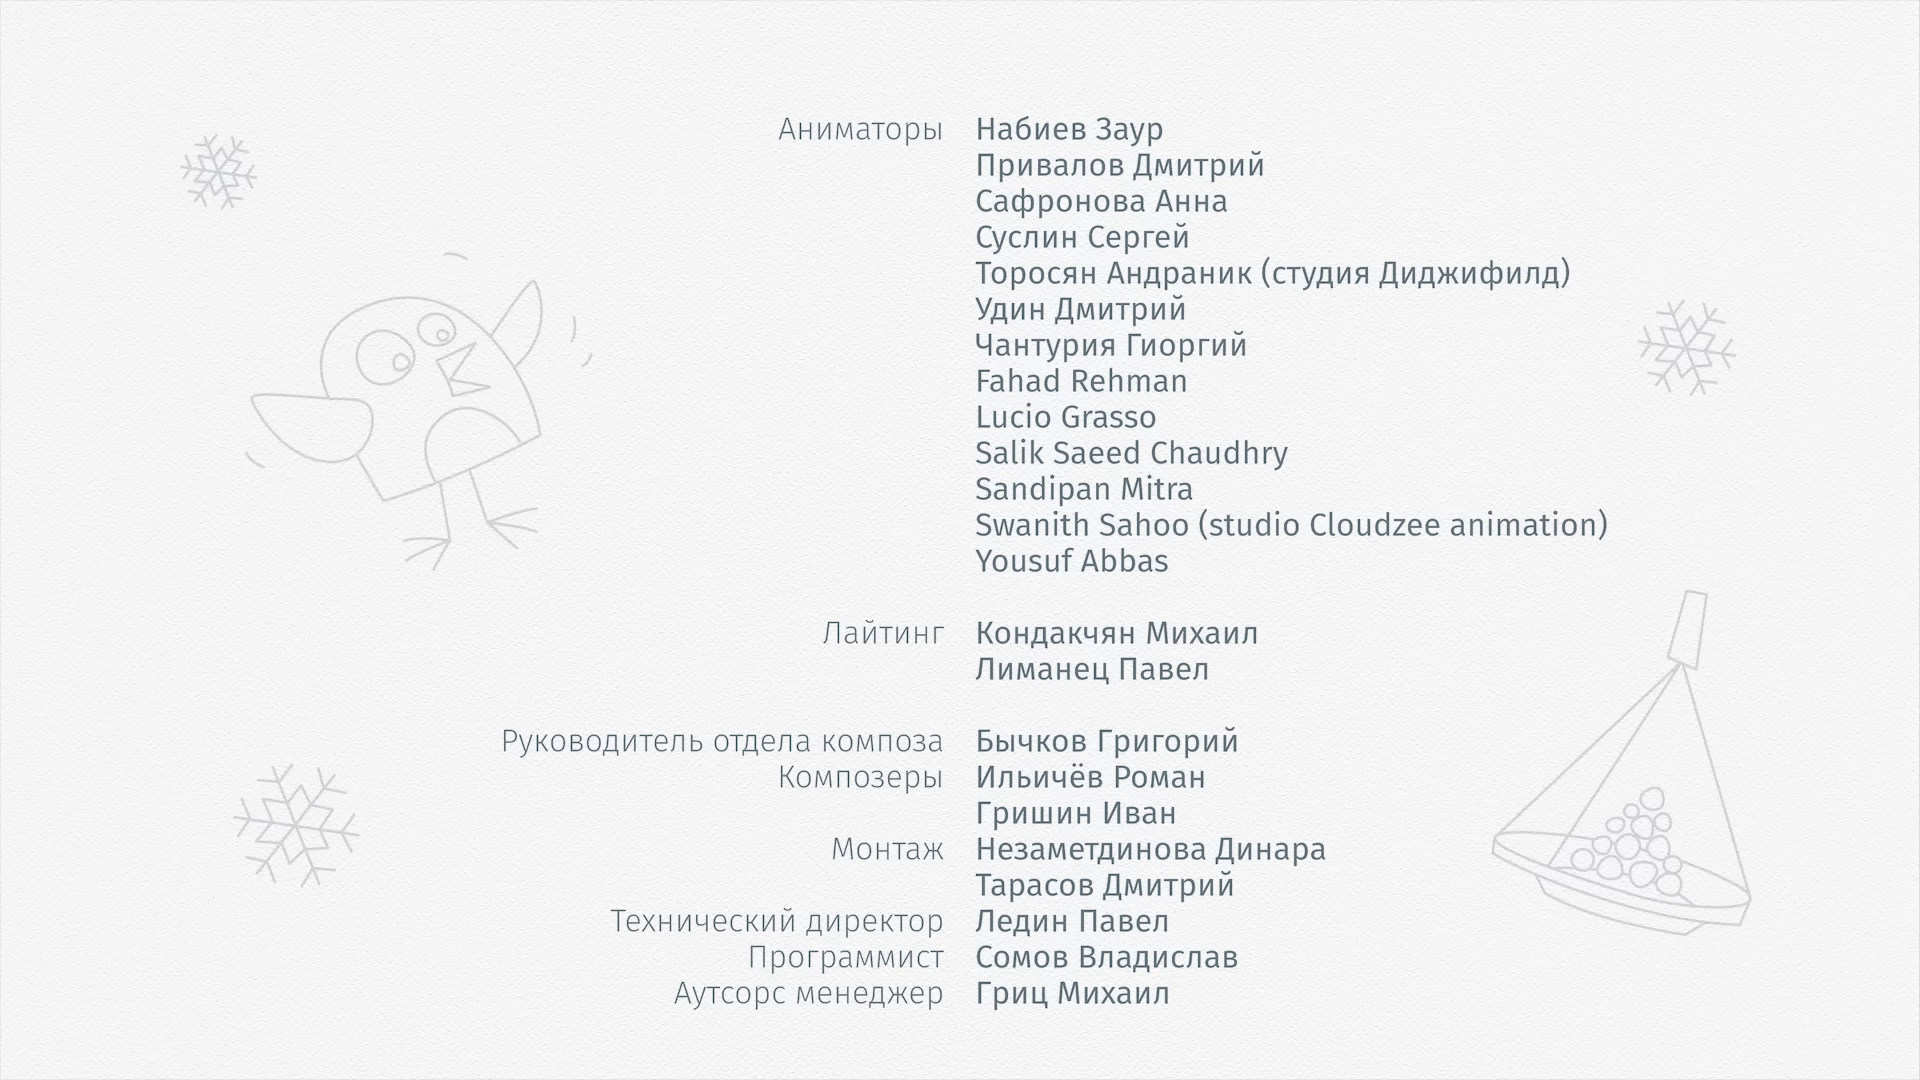 Аниматоры Набиев Заур
Привалов Дмитрий
Сафронова Анна
Суслин Сергей
Торосян Андраник (студия Диджифилд)
Удин Дмитрий
Чантурия Гиоргий
Fahad Rehman
Lucio Grasso
Salik Saeed Chaudhry
Sandipan Mitra
Swanith Sahoo (studio Cloudzee animation)
Yousuf Abbas
Лайтинг Кондакчян Михаил
Лиманец Павел
Руководитель отдела композа Бычков Григорий
Композеры Ильичёв Роман
Гришин Иван
Монтаж Незаметдинова Динара
Тарасов Дмитрий
Технический директор Ледин Павел
Программист Сомов Владислав
Аутсорс менеджер Гриц Михаил